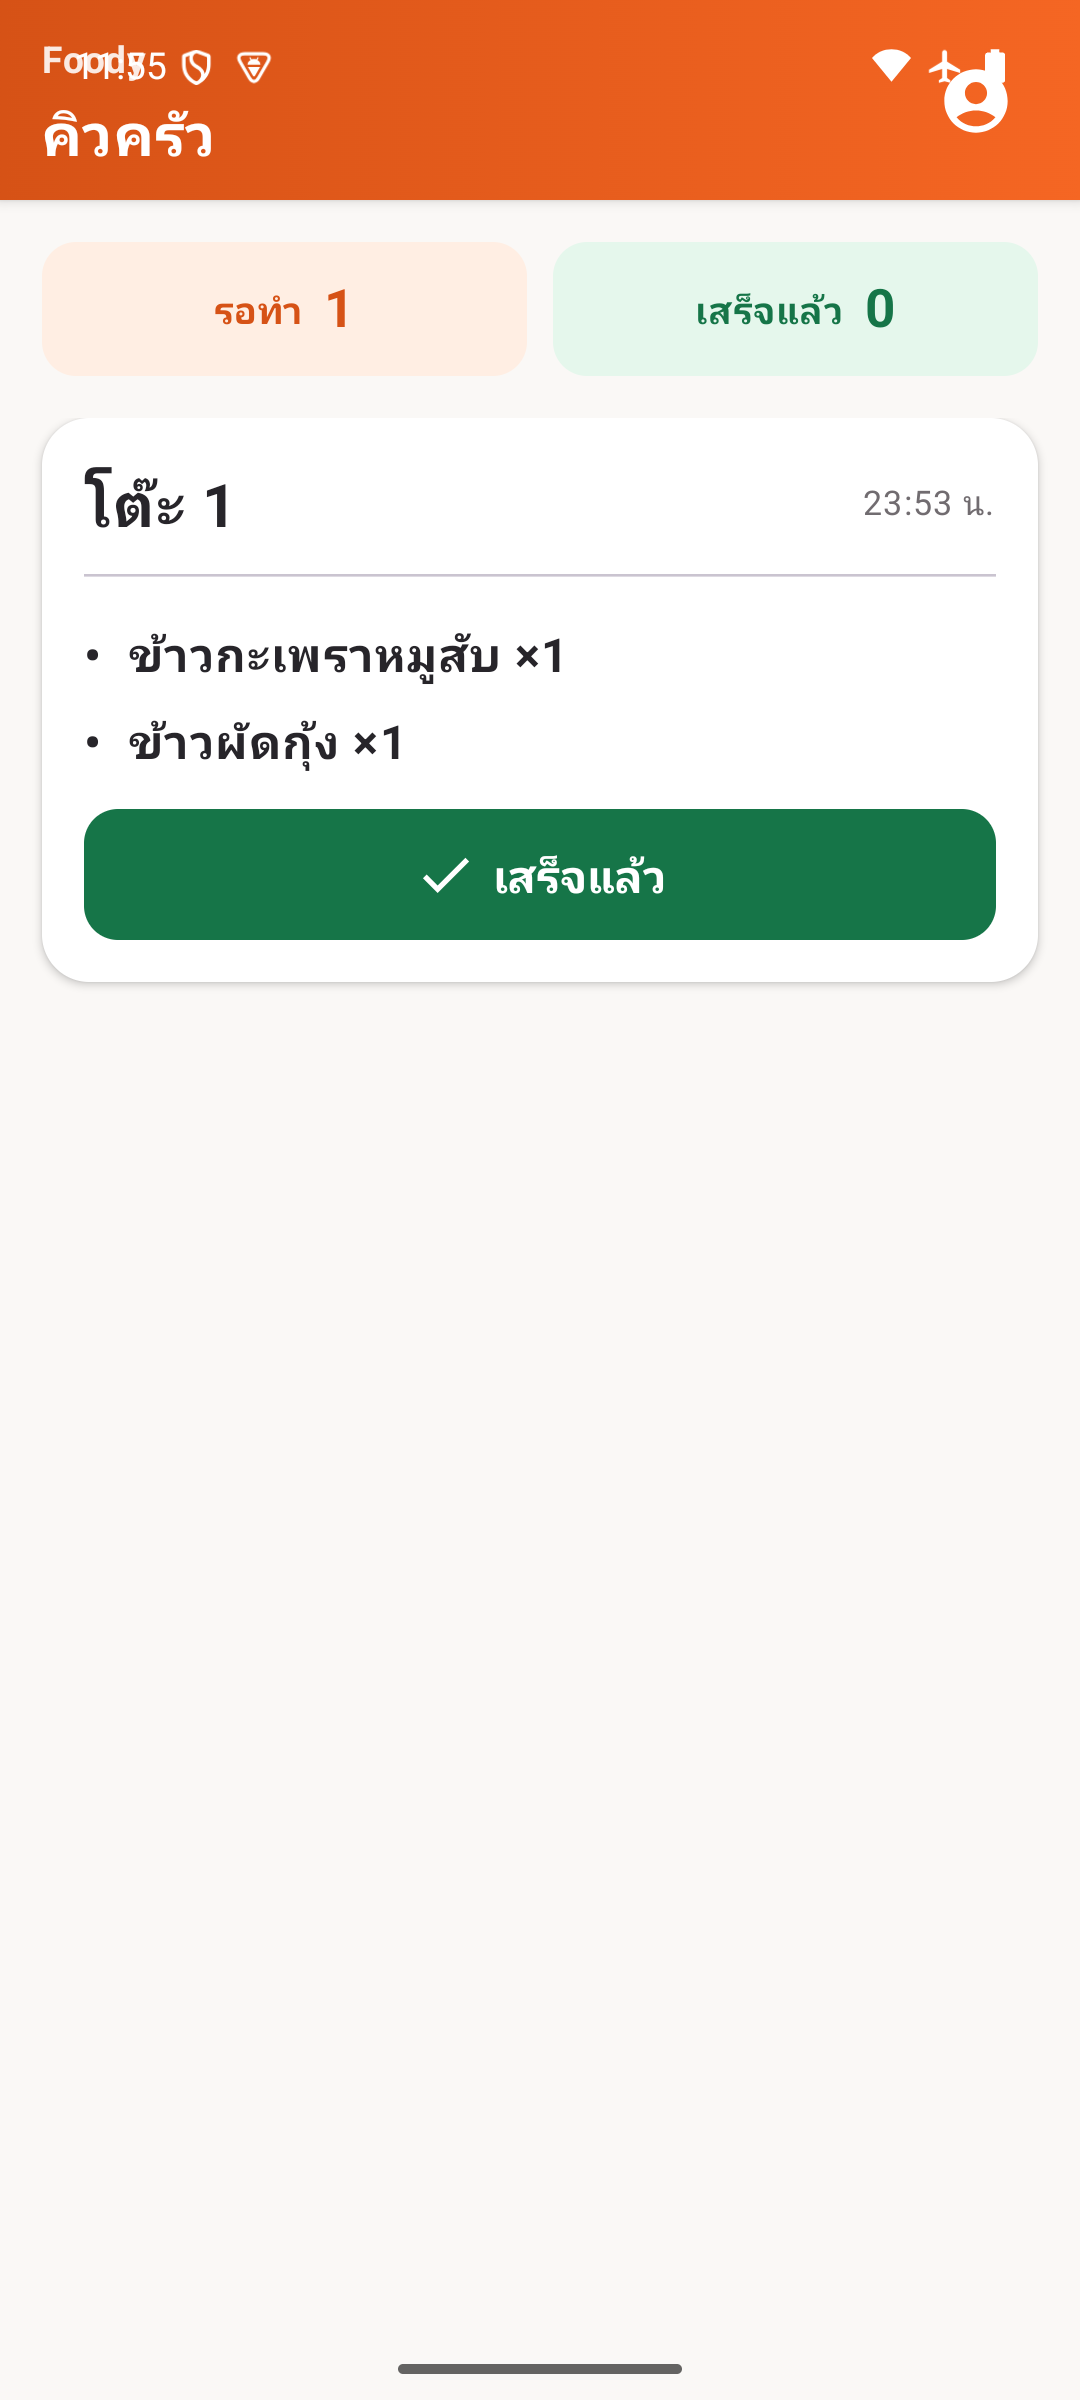 Foody
11:55
คิวครัว
รอทำ 1
เสร็จแล้ว 0
โต๊ะ 1
23:53 น.
• ข้าวกะเพราหมูสับ ×1
• ข้าวผัดกุ้ง ×1
เสร็จแล้ว